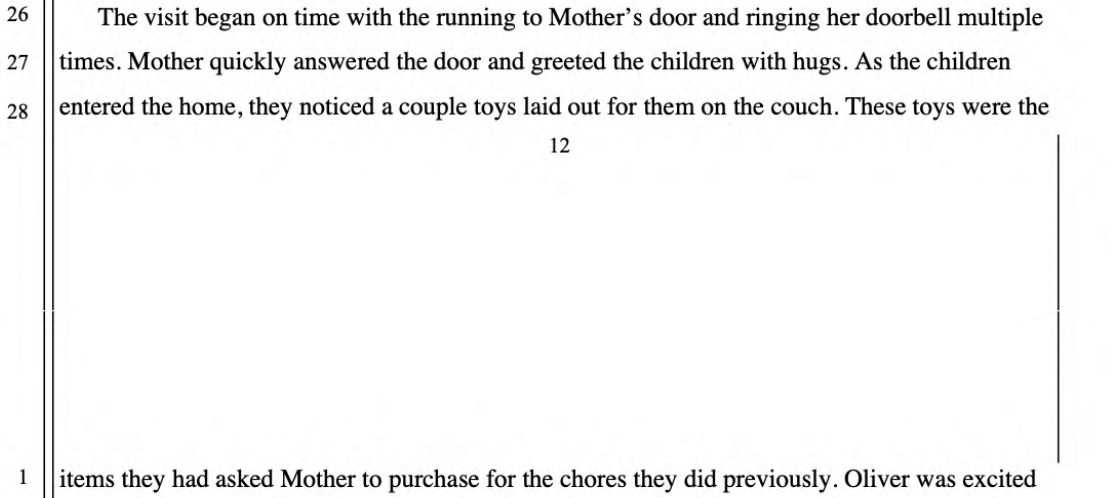 26 The visit began on time with the running to Mother’s door and ringing her doorbell multiple
27 times. Mother quickly answered the door and greeted the children with hugs. As the children
28 entered the home, they noticed a couple toys laid out for them on the couch. These toys were the
12
1 items they had asked Mother to purchase for the chores they did previously. Oliver was excited